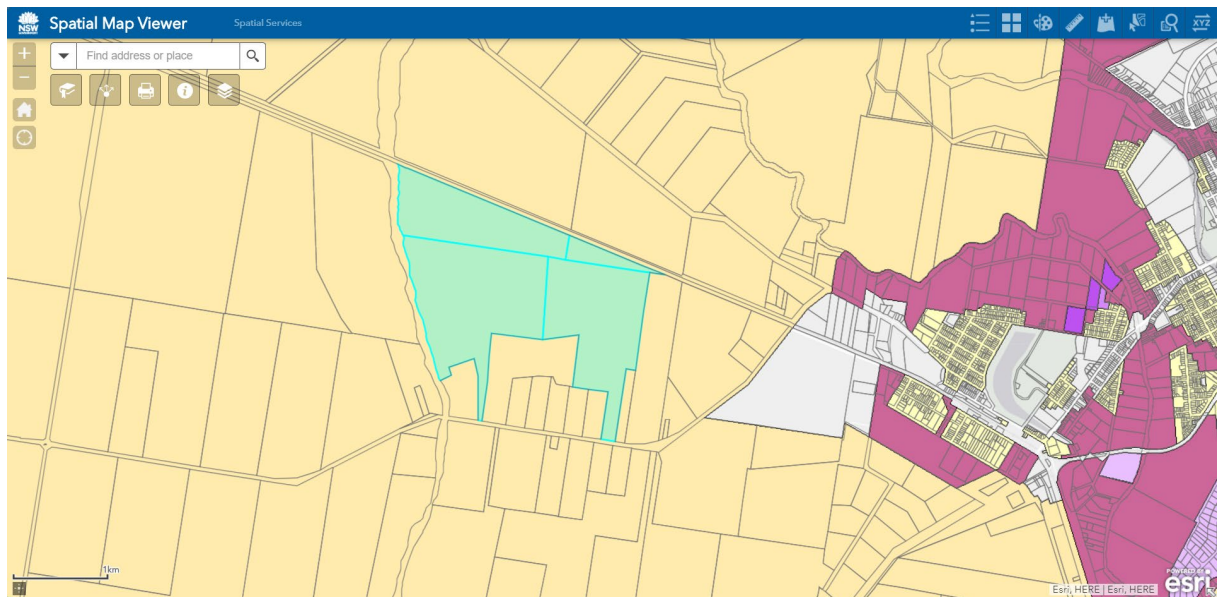 NSW
Spatial Map Viewer
Spatial Services
XYZ
Find address or place
1km
POWERED BY
esri
Esri, HERE | Esri, HERE